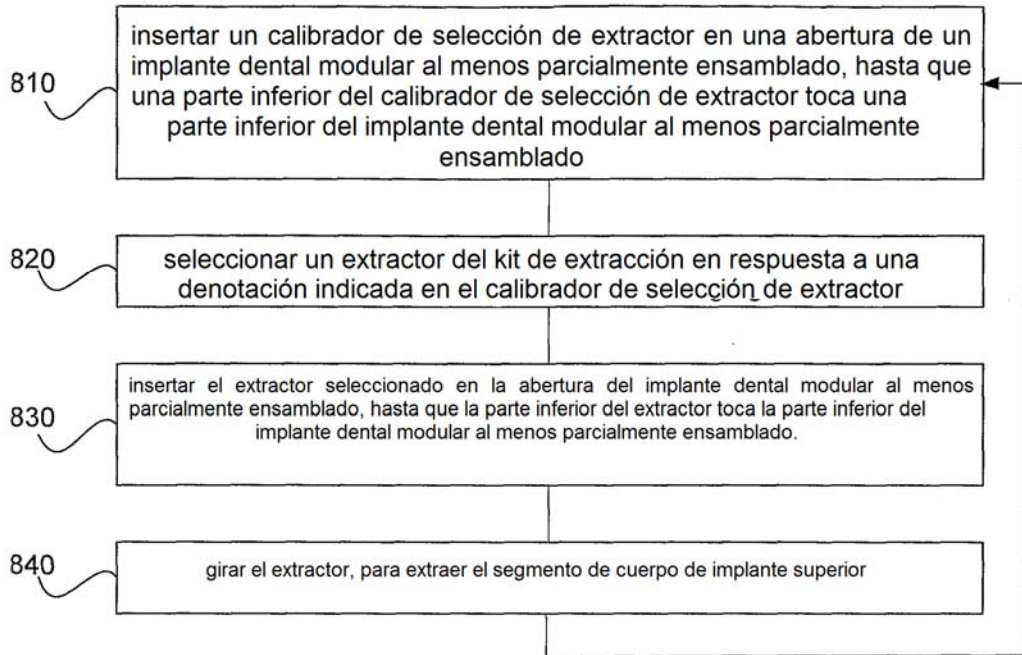 810
insertar un calibrador de selección de extractor en una abertura de un
implante dental modular al menos parcialmente ensamblado, hasta que
una parte inferior del calibrador de selección de extractor toca una
parte inferior del implante dental modular al menos parcialmente
ensamblado
820
seleccionar un extractor del kit de extracción en respuesta a una
denotación indicada en el calibrador de selección de extractor
830
insertar el extractor seleccionado en la abertura del implante dental modular al menos
parcialmente ensamblado, hasta que la parte inferior del extractor toca la parte inferior del
implante dental modular al menos parcialmente ensamblado.
840
girar el extractor, para extraer el segmento de cuerpo de implante superior